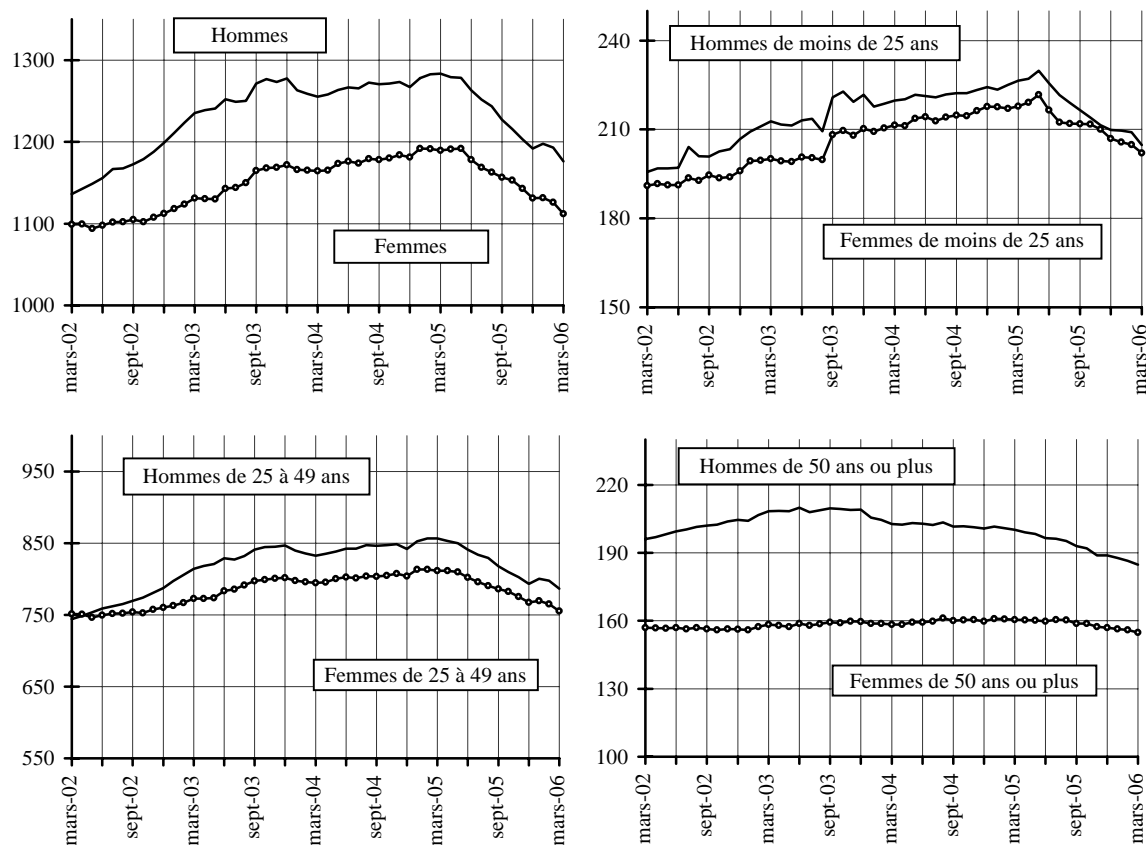 Hommes
1300
1200
1100
1000
Femmes
mars-02
sept-02
mars-03
sept-03
mars-04
sept-04
mars-05
sept-05
mars-06
Hommes de moins de 25 ans
240
210
180
150
Femmes de moins de 25 ans
mars-02
sept-02
mars-03
sept-03
mars-04
sept-04
mars-05
sept-05
mars-06
Hommes de 25 à 49 ans
950
850
750
650
550
Femmes de 25 à 49 ans
mars-02
sept-02
mars-03
sept-03
mars-04
sept-04
mars-05
sept-05
mars-06
Hommes de 50 ans ou plus
220
190
160
130
100
Femmes de 50 ans ou plus
mars-02
sept-02
mars-03
sept-03
mars-04
sept-04
mars-05
sept-05
mars-06